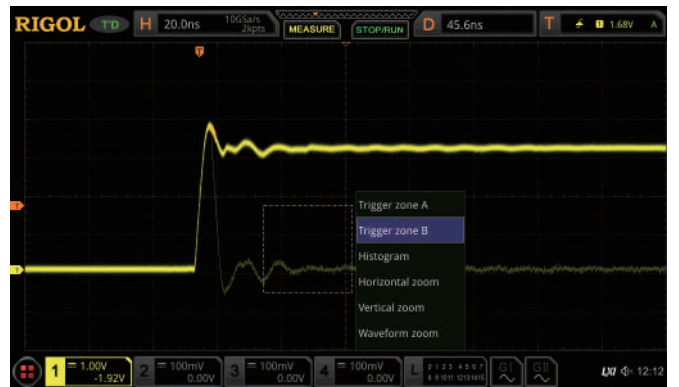 RIGOL T'D H 20.0ns 10GSa/s 2kpts MEASURE STOP/RUN D 45.6ns T 1 1.68V A
T
T
Trigger zone A
Trigger zone B
Histogram
Horizontal zoom
Vertical zoom
Waveform zoom
1 1.00V -1.92V 2 100mV 0.00V 3 100mV 0.00V 4 100mV 0.00V L 0 1 2 3 4 5 6 7 8 9 10 11 12 13 14 15 GI GII LXI 12:12